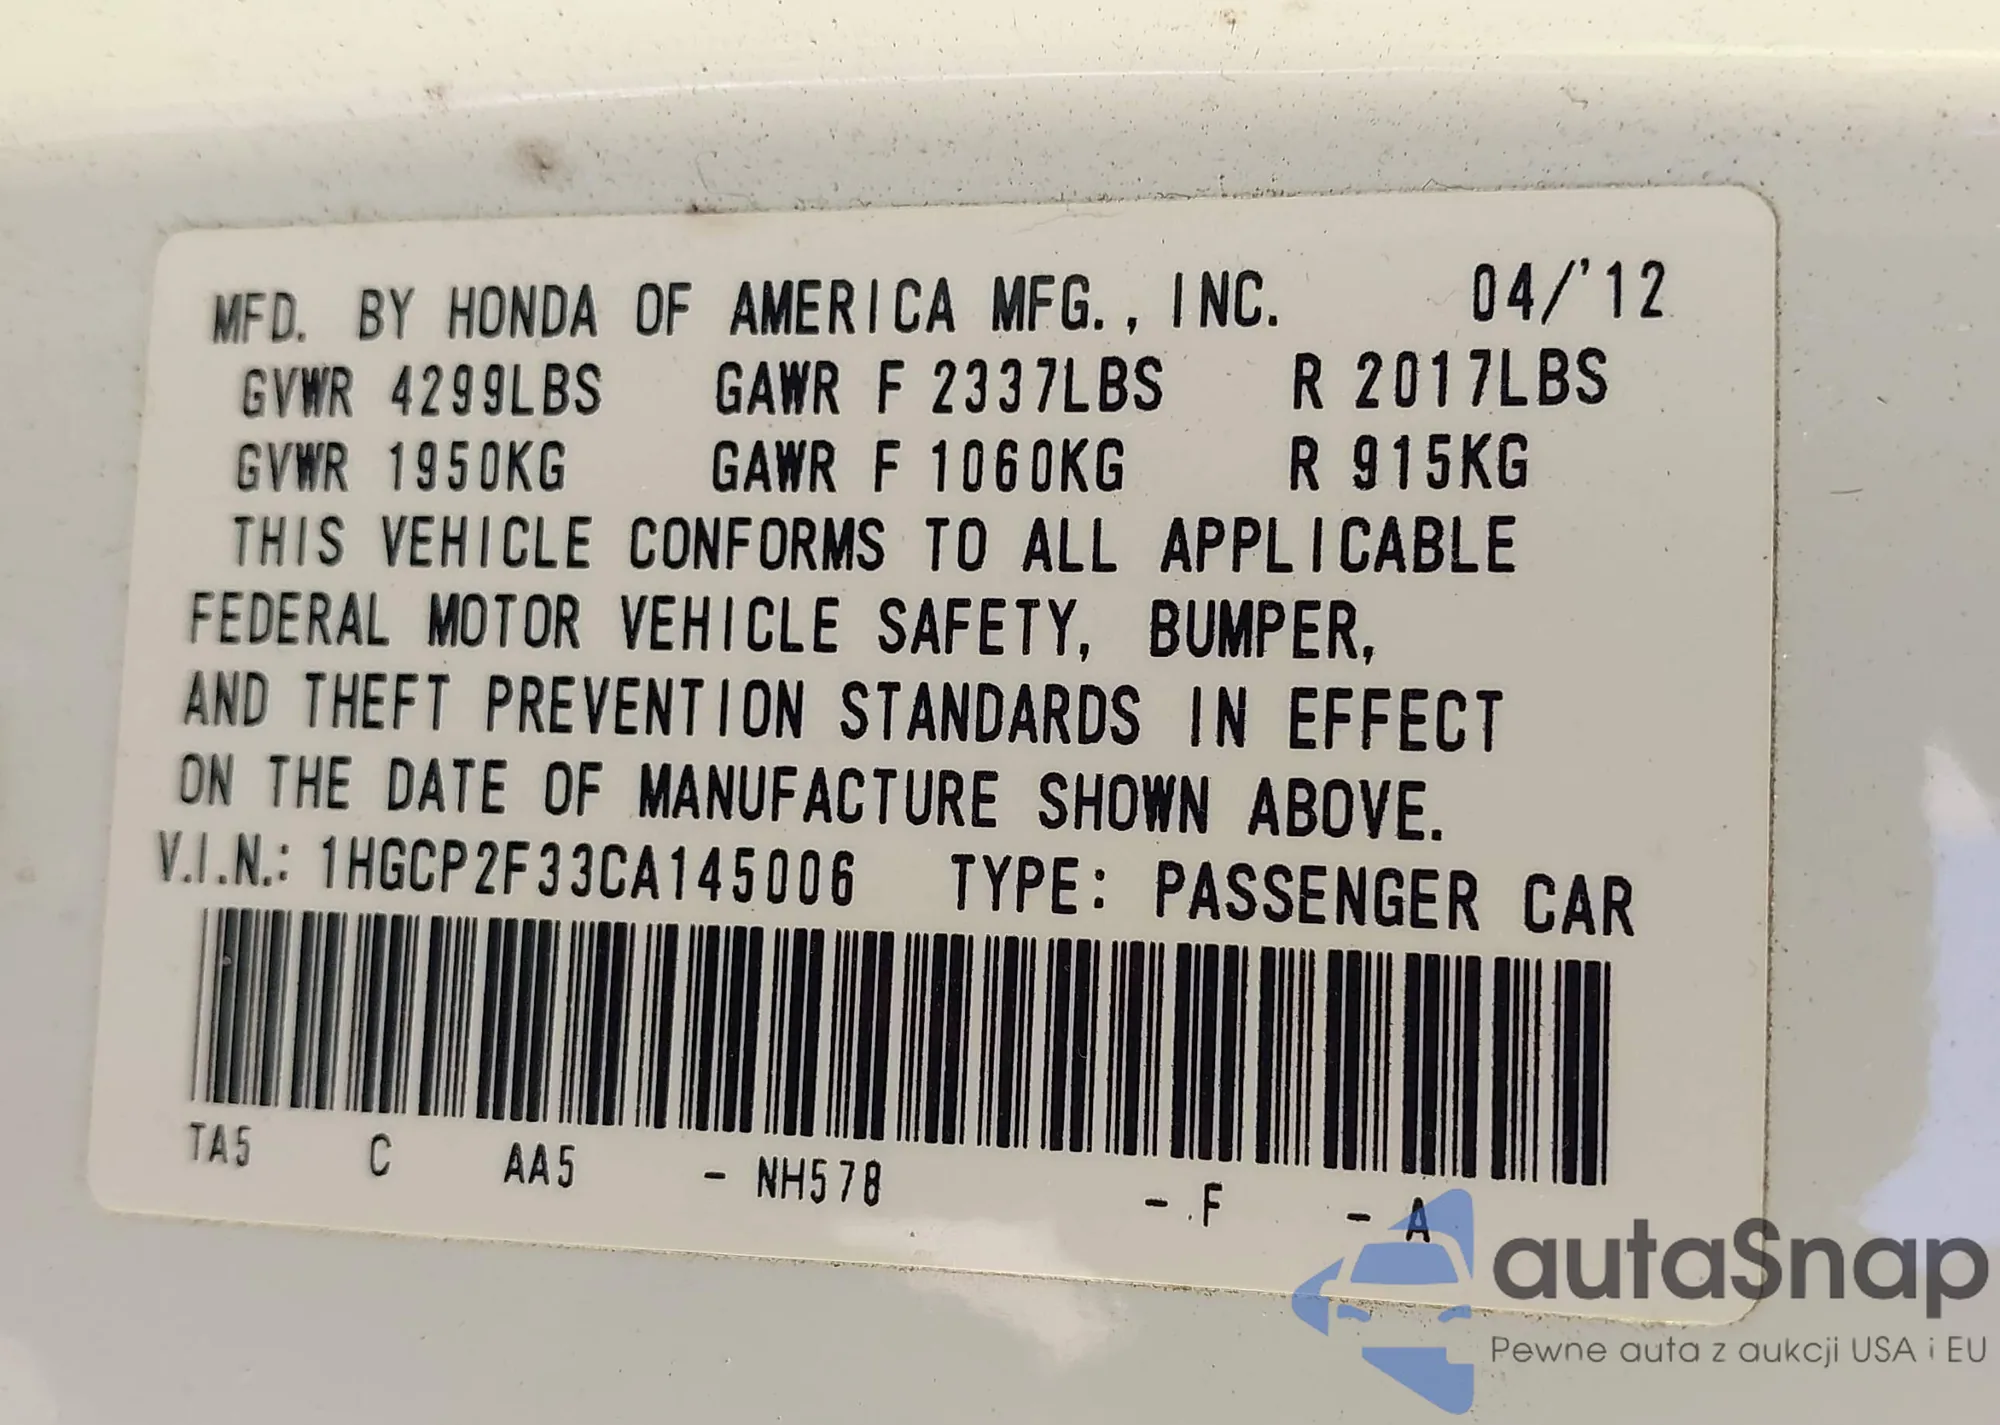 MFD. BY HONDA OF AMERICA MFG., INC. 04/'12
GVWR 4299LBS GAWR F 2337LBS R 2017LBS
GVWR 1950KG GAWR F 1060KG R 915KG
THIS VEHICLE CONFORMS TO ALL APPLICABLE
FEDERAL MOTOR VEHICLE SAFETY, BUMPER,
AND THEFT PREVENTION STANDARDS IN EFFECT
ON THE DATE OF MANUFACTURE SHOWN ABOVE.
V.I.N.: 1HGCP2F33CA145006 TYPE: PASSENGER CAR
TA5 C AA5 - NH578 - F - A
autaSnap
Pewne auta z aukcji USA i EU